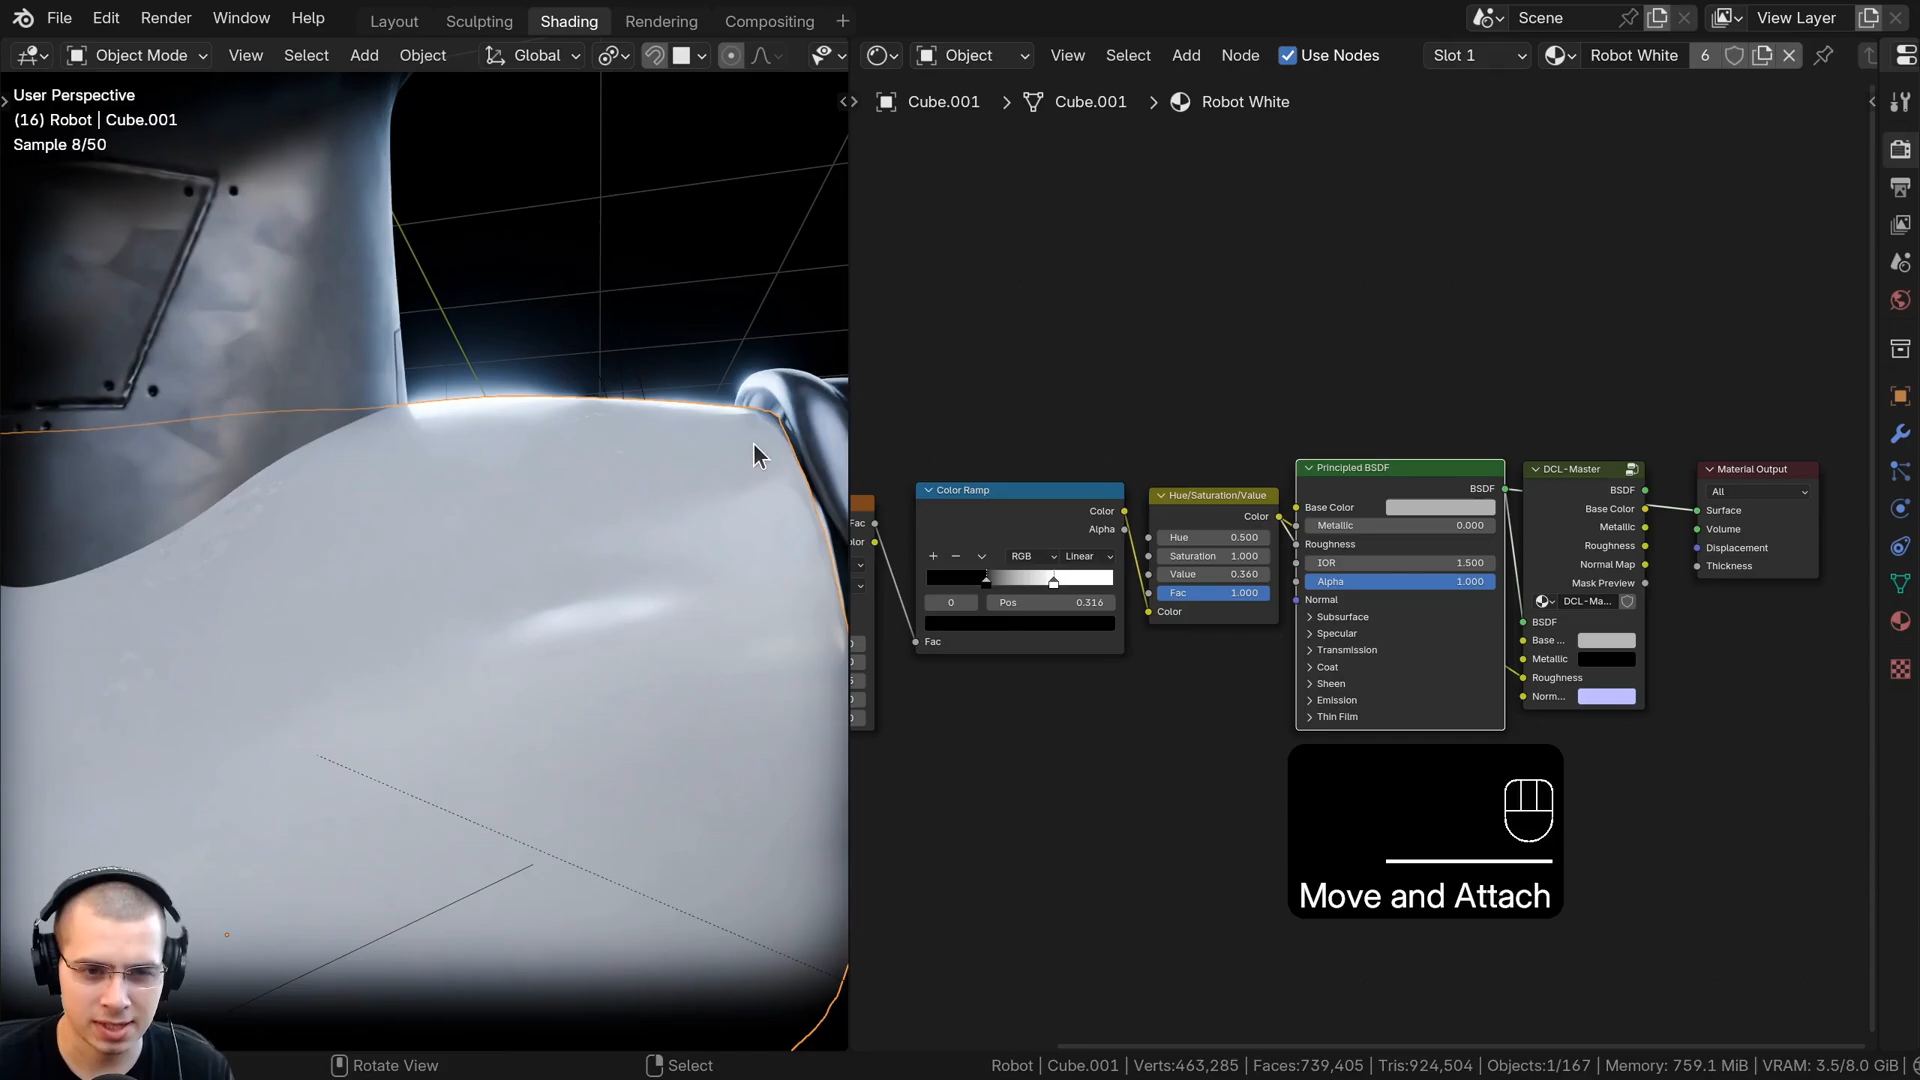 File Edit Render Window Help Layout Sculpting Shading Rendering Compositing Scene View Layer
Object Mode View Select Add Object Global Object View Select Add Node Use Nodes Slot 1 Robot White 6
User Perspective
(16) Robot | Cube.001
Sample 8/50
Cube.001 Cube.001 Robot White
Fac
Color Ramp
Color
Alpha
RGB Linear
0 Pos 0.316
Fac
Hue/Saturation/Value
Color
Hue 0.500
Saturation 1.000
Value 0.360
Fac 1.000
Color
Principled BSDF
BSDF
Base Color
Metallic 0.000
Roughness
IOR 1.500
Alpha 1.000
Normal
Subsurface
Specular
Transmission
Coat
Sheen
Emission
Thin Film
DCL-Master
BSDF
Base Color
Metallic
Roughness
Normal Map
Mask Preview
DCL-Ma...
BSDF
Base ...
Metallic
Roughness
Norm...
Material Output
All
Surface
Volume
Displacement
Thickness
Move and Attach
Rotate View Select Robot | Cube.001 | Verts:463,285 | Faces:739,405 | Tris:924,504 | Objects:1/167 | Memory: 759.1 MiB | VRAM: 3.5/8.0 GiB |